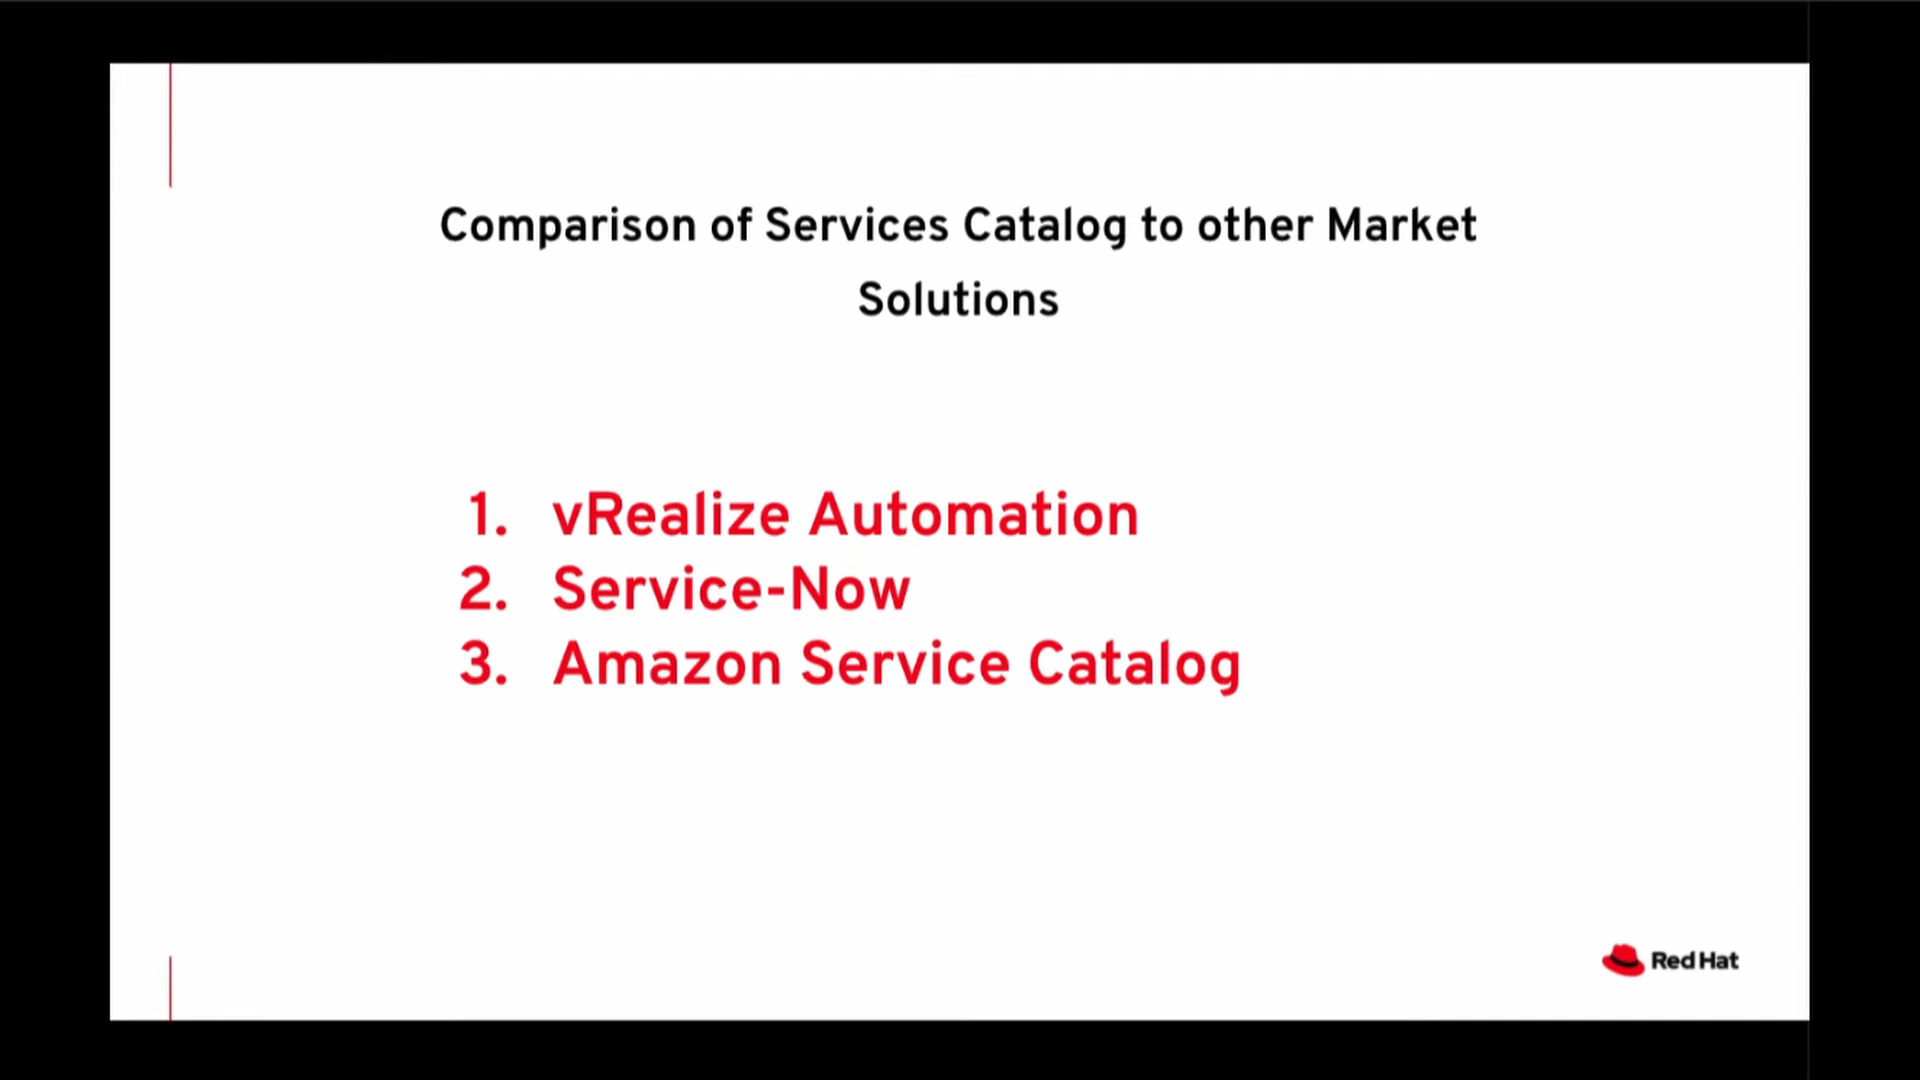 Comparison of Services Catalog to other Market
Solutions
1. vRealize Automation
2. Service-Now
3. Amazon Service Catalog
Red Hat